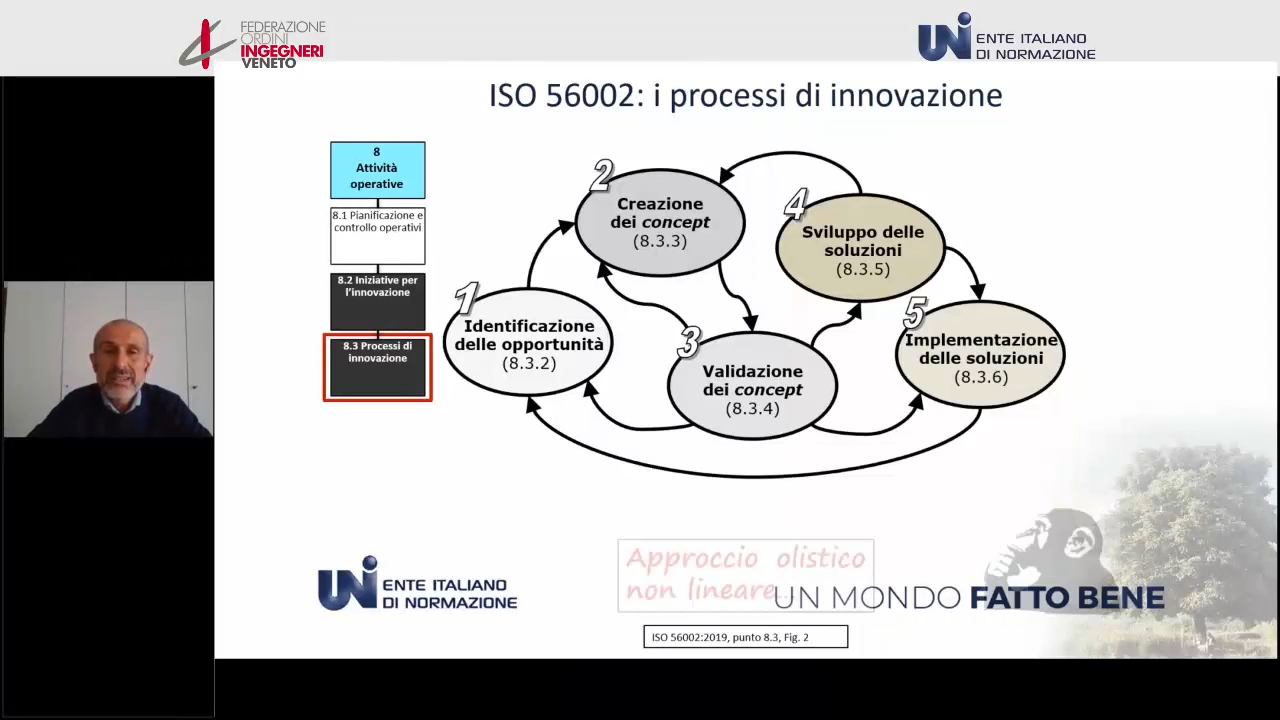 FEDERAZIONE
ORDINI
INGEGNERI
VENETO
UNI ENTE ITALIANO
DI NORMAZIONE
ISO 56002: i processi di innovazione
8
Attività
operative
8.1 Pianificazione e
controllo operativi
8.2 Iniziative per
l'innovazione
8.3 Processi di
innovazione
1
Identificazione
delle opportunità
(8.3.2)
2
Creazione
dei concept
(8.3.3)
3
Validazione
dei concept
(8.3.4)
4
Sviluppo delle
soluzioni
(8.3.5)
5
Implementazione
delle soluzioni
(8.3.6)
Approccio olistico
non lineare...
UNI ENTE ITALIANO
DI NORMAZIONE
UN MONDO FATTO BENE
ISO 56002:2019, punto 8.3, Fig. 2